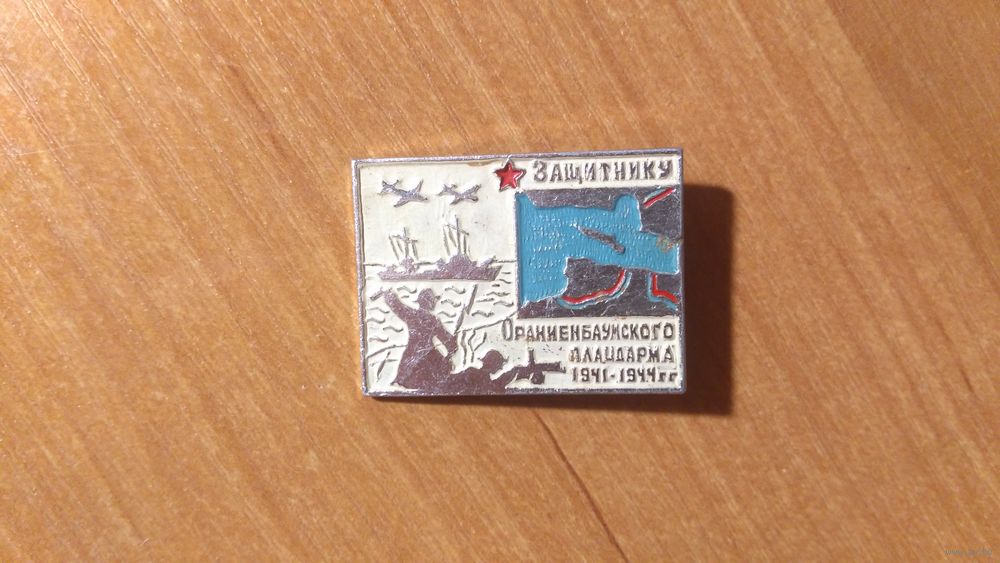 ЗАЩИТНИКУ
ОРАНИЕНБАУМСКОГО
ПЛАЦДАРМА
1941-1944гг